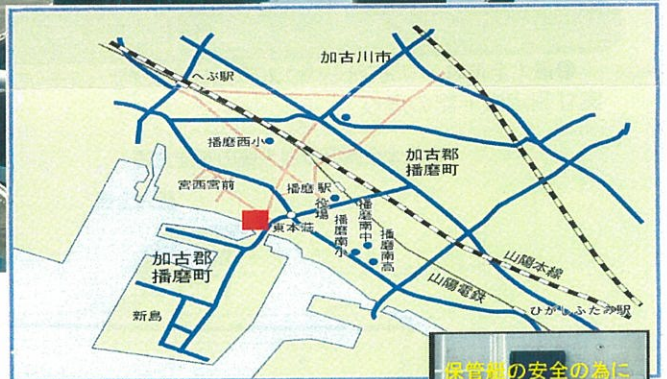 加古川市
へぶ駅
播磨西小
加古郡
播磨町
宮西宮前
播磨駅
役場
東本荘
播磨南小
播磨南中
播磨南高
加古郡
播磨町
新島
山陽本線
山陽電鉄
ひがしふたみ駅
保管組の安全の為に